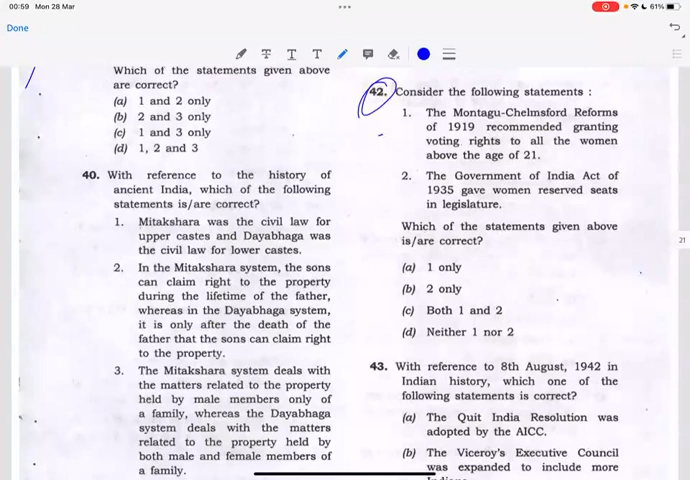 00:59 Mon 28 Mar
61%
Done
T T T
Which of the statements given above
are correct?
(a) 1 and 2 only
(b) 2 and 3 only
(c) 1 and 3 only
(d) 1, 2 and 3
40. With reference to the history of
ancient India, which of the following
statements is/are correct?
1. Mitakshara was the civil law for
upper castes and Dayabhaga was
the civil law for lower castes.
2. In the Mitakshara system, the sons
can claim right to the property
during the lifetime of the father,
whereas in the Dayabhaga system,
it is only after the death of the
father that the sons can claim right
to the property.
3. The Mitakshara system deals with
the matters related to the property
held by male members only of
a family, whereas the Dayabhaga
system deals with the matters
related to the property held by
both male and female members of
a family.
42. Consider the following statements :
1. The Montagu-Chelmsford Reforms
of 1919 recommended granting
voting rights to all the women
above the age of 21.
2. The Government of India Act of
1935 gave women reserved seats
in legislature.
Which of the statements given above
is/are correct?
(a) 1 only
(b) 2 only
(c) Both 1 and 2
(d) Neither 1 nor 2
43. With reference to 8th August, 1942 in
Indian history, which one of the
following statements is correct?
(a) The Quit India Resolution was
adopted by the AICC.
(b) The Viceroy's Executive Council
was expanded to include more
21